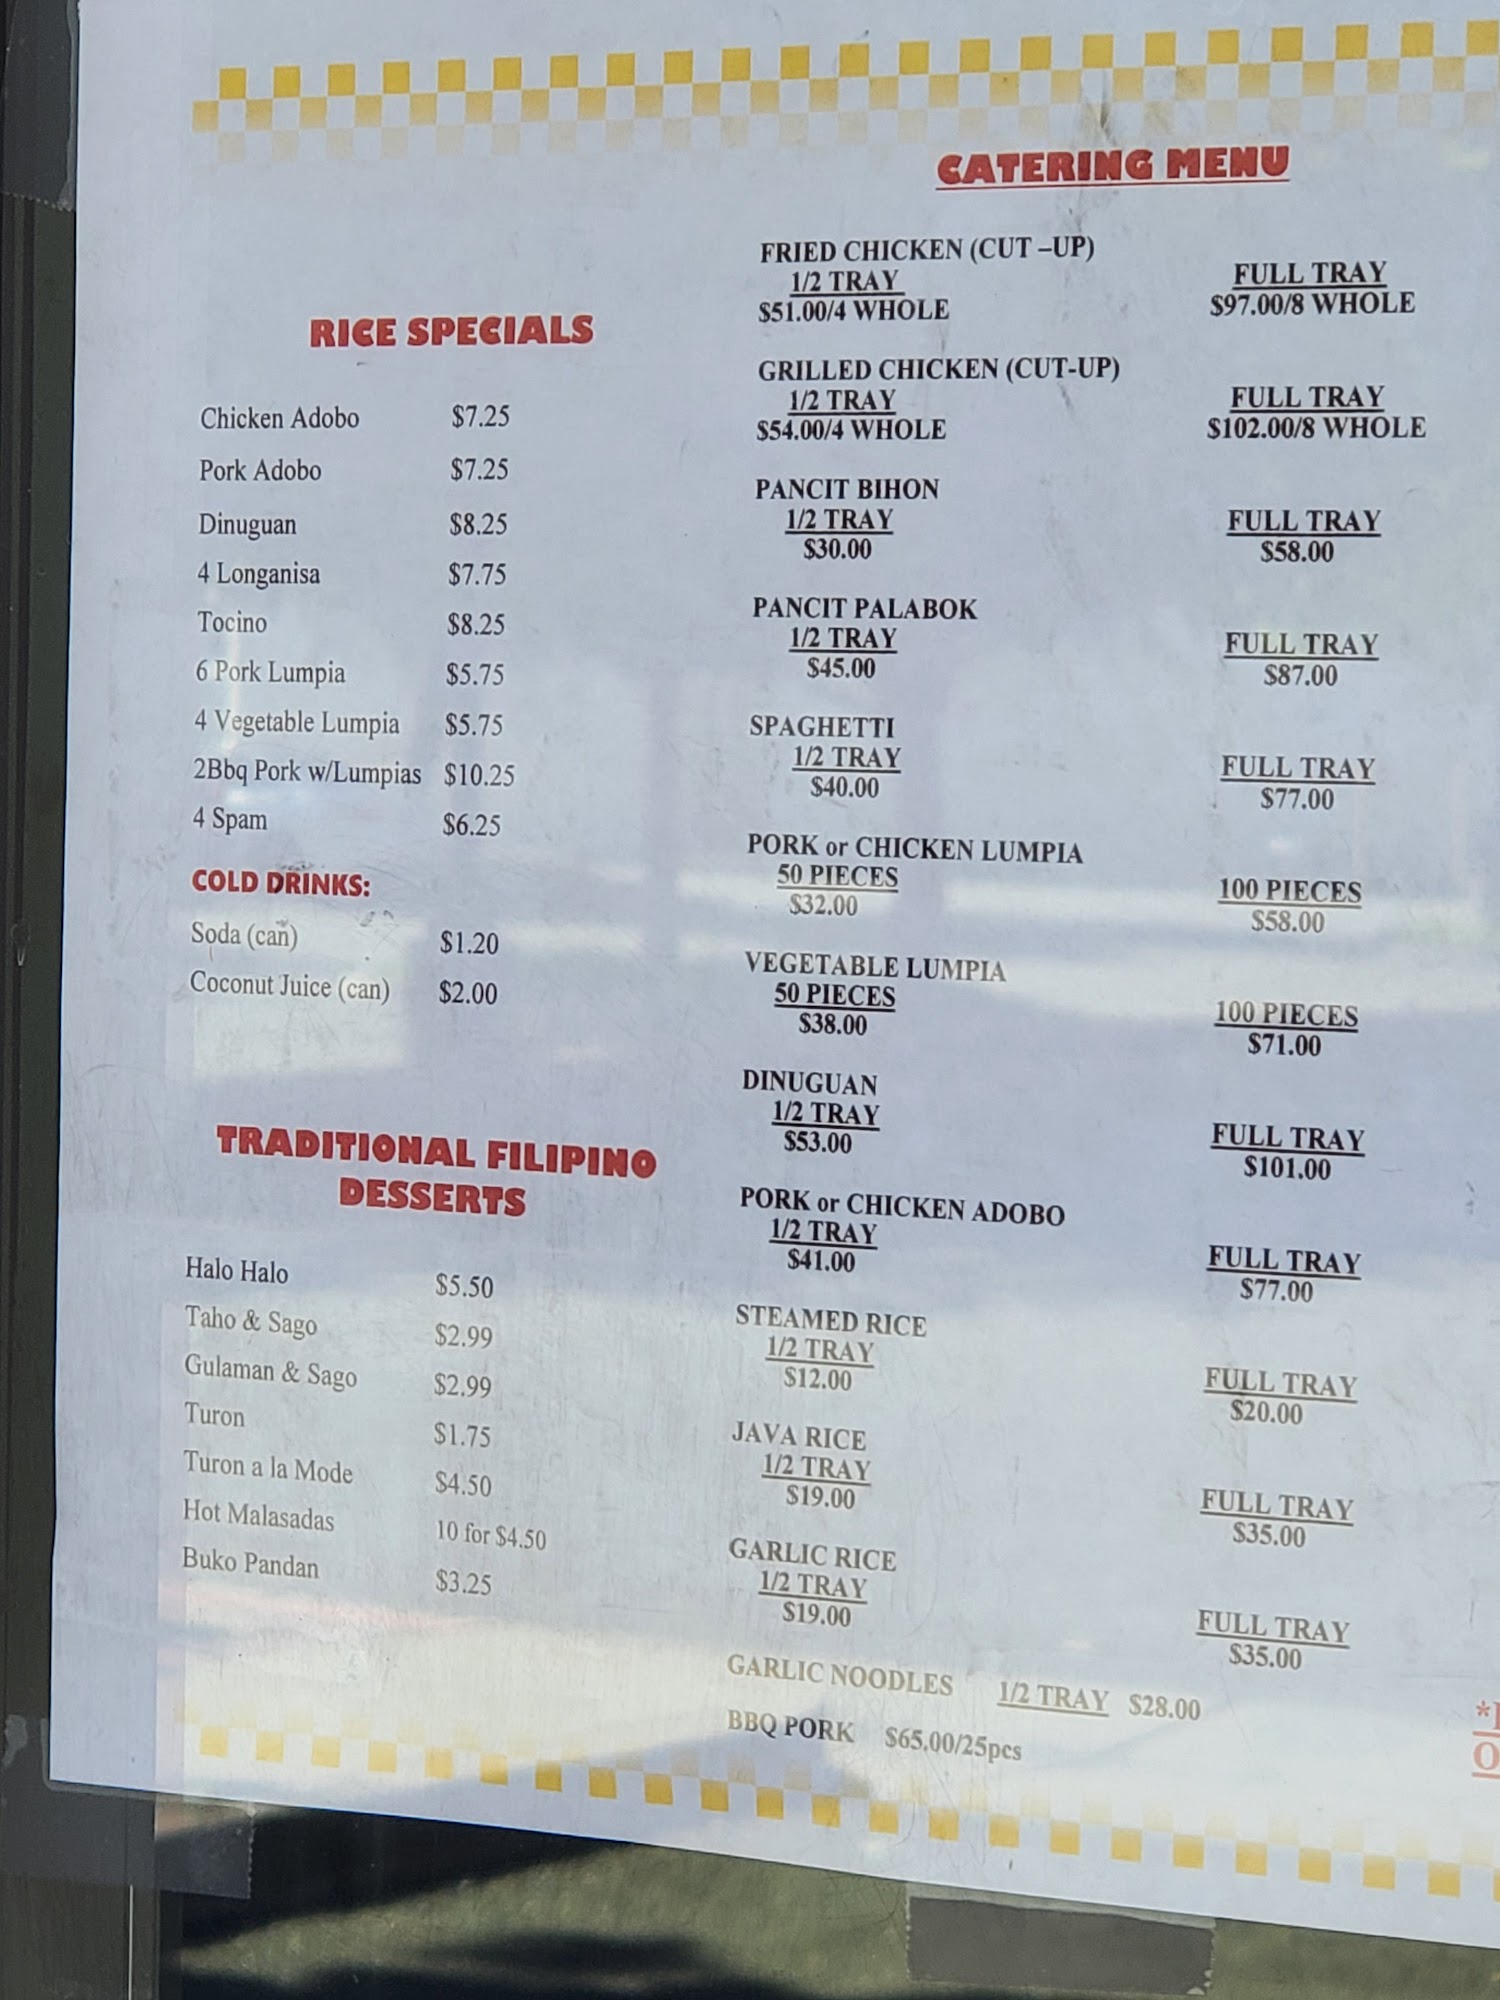 RICE SPECIALS
Chicken Adobo $7.25
Pork Adobo $7.25
Dinuguan $8.25
4 Longanisa $7.75
Tocino $8.25
6 Pork Lumpia $5.75
4 Vegetable Lumpia $5.75
2Bbq Pork w/Lumpias $10.25
4 Spam $6.25
COLD DRINKS:
Soda (can) $1.20
Coconut Juice (can) $2.00
TRADITIONAL FILIPINO
DESSERTS
Halo Halo $5.50
Taho & Sago $2.99
Gulaman & Sago $2.99
Turon $1.75
Turon a la Mode $4.50
Hot Malasadas 10 for $4.50
Buko Pandan $3.25
CATERING MENU
FRIED CHICKEN (CUT –UP)
1/2 TRAY FULL TRAY
$51.00/4 WHOLE $97.00/8 WHOLE
GRILLED CHICKEN (CUT-UP)
1/2 TRAY FULL TRAY
$54.00/4 WHOLE $102.00/8 WHOLE
PANCIT BIHON
1/2 TRAY FULL TRAY
$30.00 $58.00
PANCIT PALABOK
1/2 TRAY FULL TRAY
$45.00 $87.00
SPAGHETTI
1/2 TRAY FULL TRAY
$40.00 $77.00
PORK or CHICKEN LUMPIA
50 PIECES 100 PIECES
$32.00 $58.00
VEGETABLE LUMPIA
50 PIECES 100 PIECES
$38.00 $71.00
DINUGUAN
1/2 TRAY FULL TRAY
$53.00 $101.00
PORK or CHICKEN ADOBO
1/2 TRAY FULL TRAY
$41.00 $77.00
STEAMED RICE
1/2 TRAY FULL TRAY
$12.00 $20.00
JAVA RICE
1/2 TRAY FULL TRAY
$19.00 $35.00
GARLIC RICE
1/2 TRAY FULL TRAY
$19.00 $35.00
GARLIC NOODLES 1/2 TRAY $28.00
BBQ PORK $65.00/25pcs